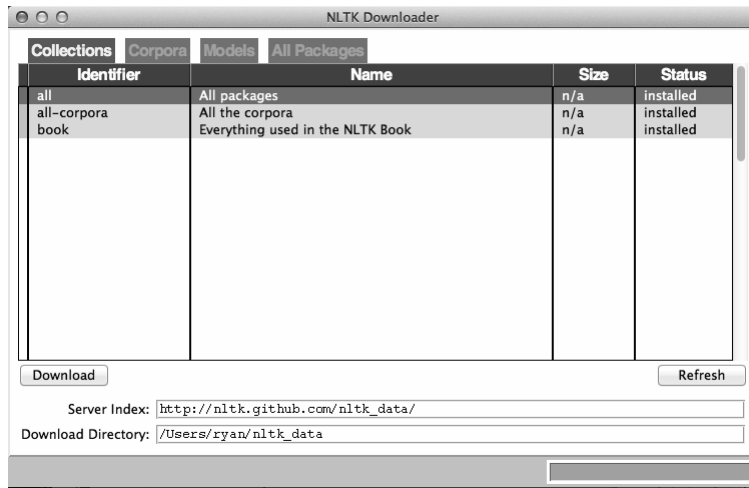 NLTK Downloader
Collections Corpora Models All Packages
Identifier Name Size Status
all All packages n/a installed
all-corpora All the corpora n/a installed
book Everything used in the NLTK Book n/a installed
Download Refresh
Server Index: http://nltk.github.com/nltk_data/
Download Directory: /Users/ryan/nltk_data